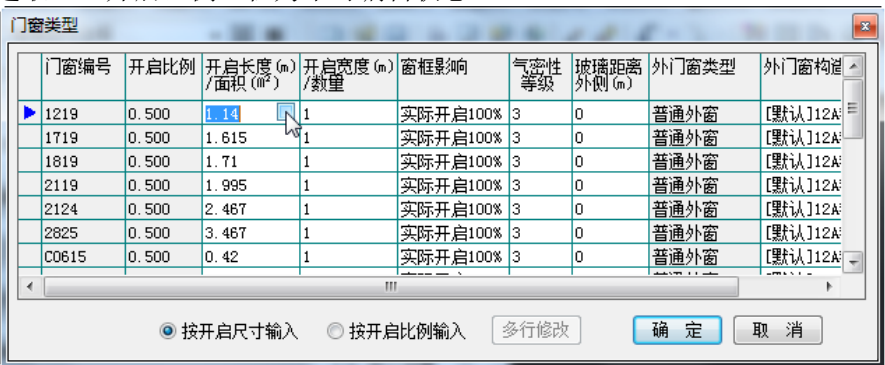 门窗类型
门窗编号 开启比例 开启长度(m)/面积(㎡) 开启宽度(m)/数量 窗框影响 气密性等级 玻璃距离外侧(m) 外门窗类型 外门窗构造
1219 0.500 1.14 1 实际开启100% 3 0 普通外窗 [默认]12A
1719 0.500 1.615 1 实际开启100% 3 0 普通外窗 [默认]12A
1819 0.500 1.71 1 实际开启100% 3 0 普通外窗 [默认]12A
2119 0.500 1.995 1 实际开启100% 3 0 普通外窗 [默认]12A
2124 0.500 2.467 1 实际开启100% 3 0 普通外窗 [默认]12A
2825 0.500 3.467 1 实际开启100% 3 0 普通外窗 [默认]12A
C0615 0.500 0.42 1 实际开启100% 3 0 普通外窗 [默认]12A
按开启尺寸输入 按开启比例输入 多行修改 确 定 取 消